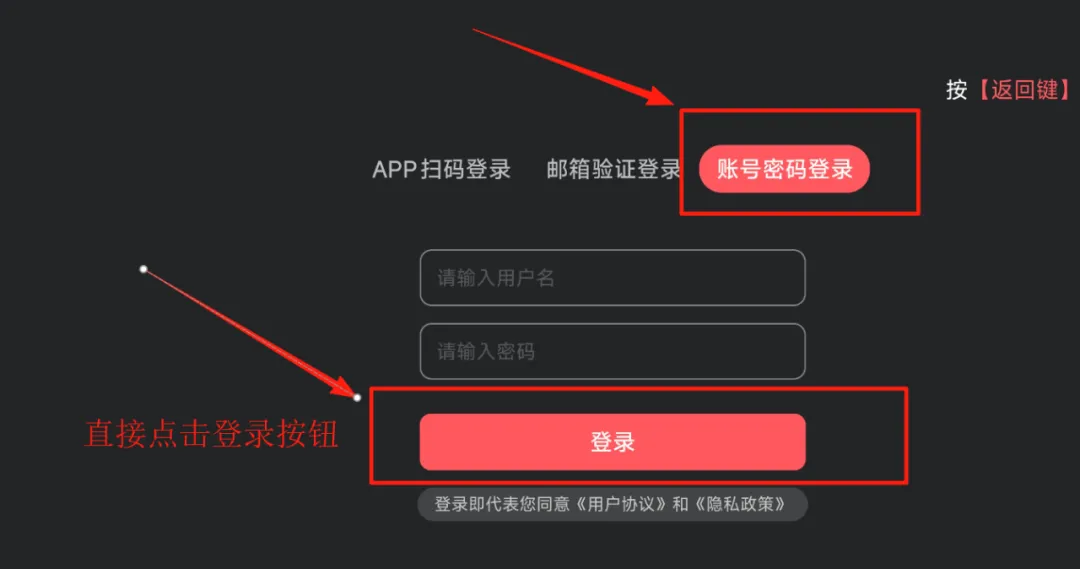 按【返回键】
APP扫码登录 邮箱验证登录 账号密码登录
请输入用户名
请输入密码
直接点击登录按钮
登录
登录即代表您同意《用户协议》和《隐私政策》